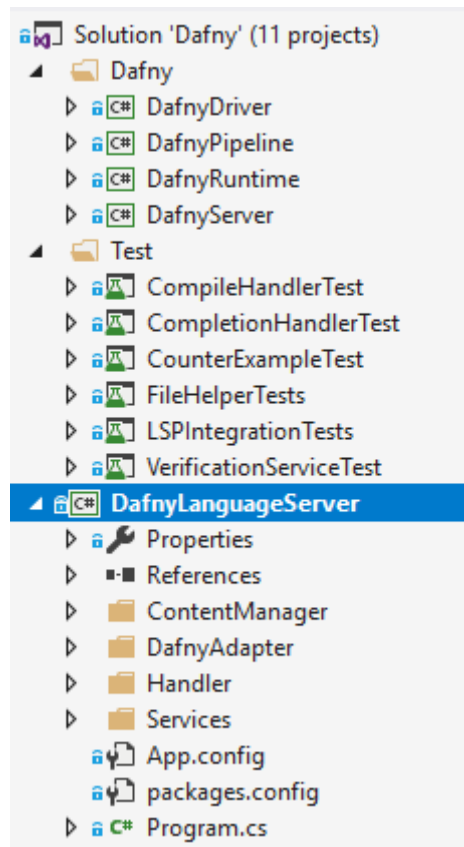 Solution 'Dafny' (11 projects)
Dafny
C# DafnyDriver
C# DafnyPipeline
C# DafnyRuntime
C# DafnyServer
Test
CompileHandlerTest
CompletionHandlerTest
CounterExampleTest
FileHelperTests
LSPIntegrationTests
VerificationServiceTest
C# DafnyLanguageServer
Properties
References
ContentManager
DafnyAdapter
Handler
Services
App.config
packages.config
C# Program.cs